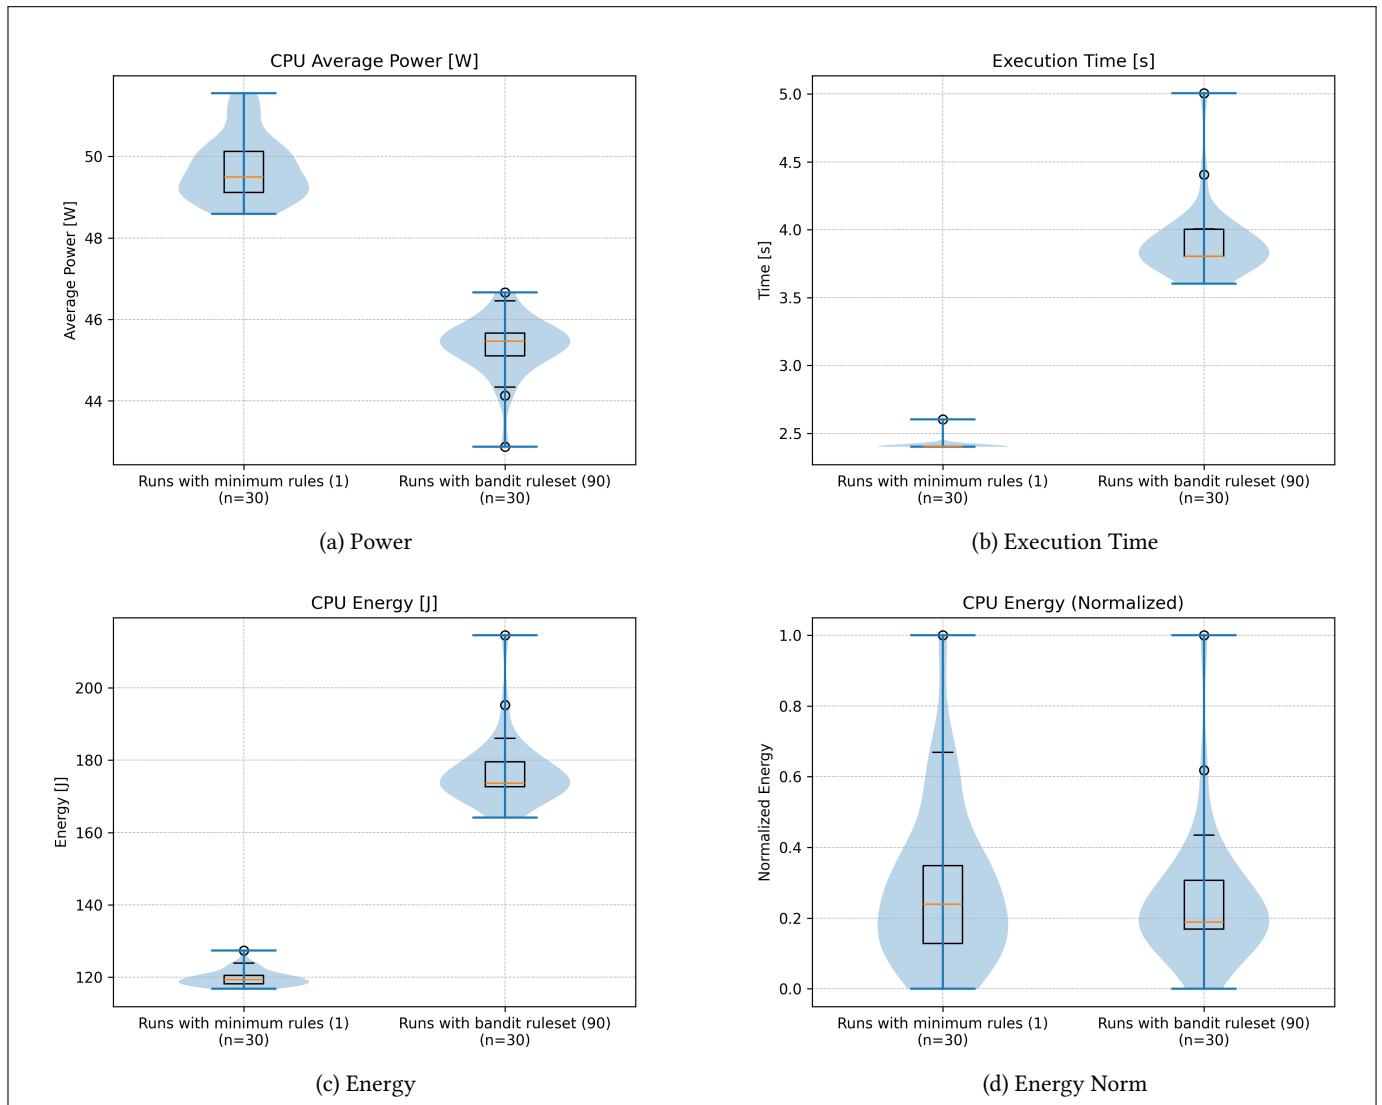 CPU Average Power [W]
Average Power [W]
50
48
46
44
Runs with minimum rules (1)
(n=30)
Runs with bandit ruleset (90)
(n=30)
(a) Power
Execution Time [s]
Time [s]
5.0
4.5
4.0
3.5
3.0
2.5
Runs with minimum rules (1)
(n=30)
Runs with bandit ruleset (90)
(n=30)
(b) Execution Time
CPU Energy [J]
Energy [J]
200
180
160
140
120
Runs with minimum rules (1)
(n=30)
Runs with bandit ruleset (90)
(n=30)
(c) Energy
CPU Energy (Normalized)
Normalized Energy
1.0
0.8
0.6
0.4
0.2
0.0
Runs with minimum rules (1)
(n=30)
Runs with bandit ruleset (90)
(n=30)
(d) Energy Norm